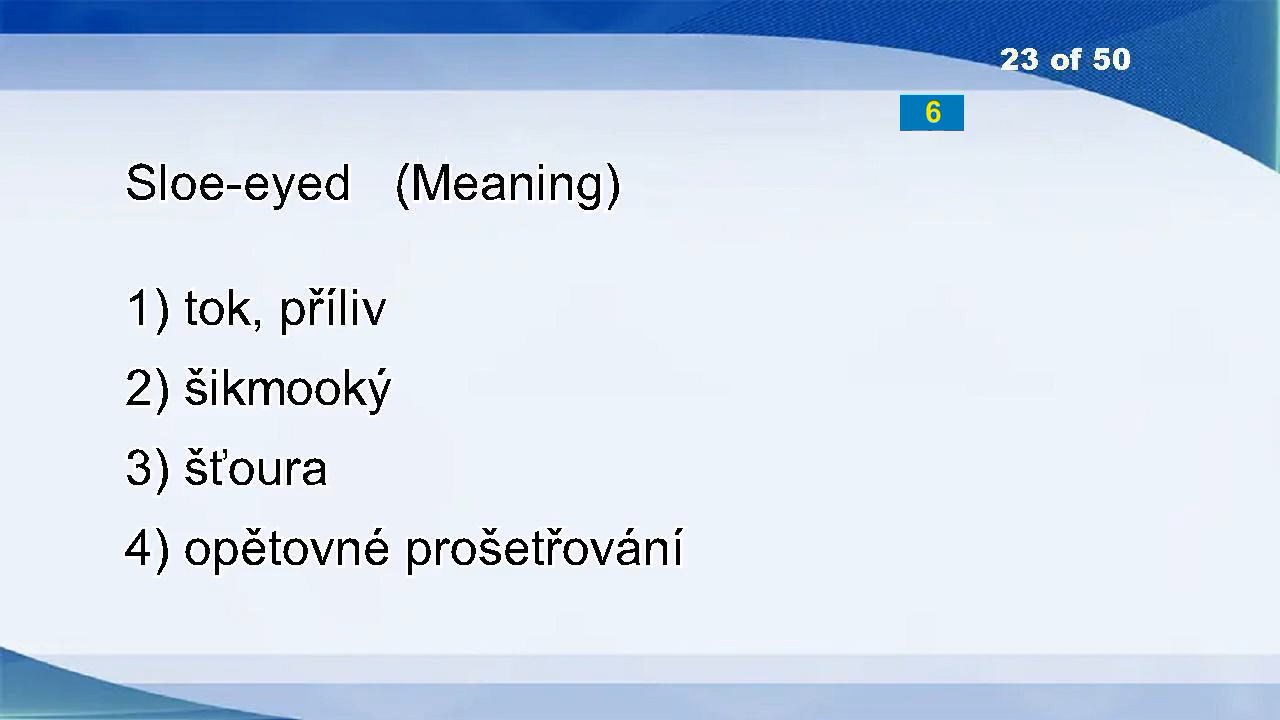 23 of 50
6
Sloe-eyed (Meaning)
1) tok, příliv
2) šikmooký
3) šťoura
4) opětovné prošetřování